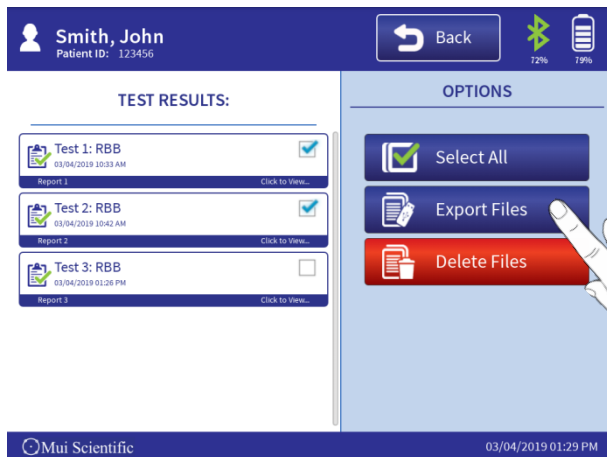 Smith, John
Patient ID: 123456
Back
72%
79%
TEST RESULTS:
Test 1: RBB
03/04/2019 10:33 AM
Report 1 Click to View...
Test 2: RBB
03/04/2019 10:42 AM
Report 2 Click to View...
Test 3: RBB
03/04/2019 01:26 PM
Report 3 Click to View...
OPTIONS
Select All
Export Files
Delete Files
Mui Scientific
03/04/2019 01:29 PM